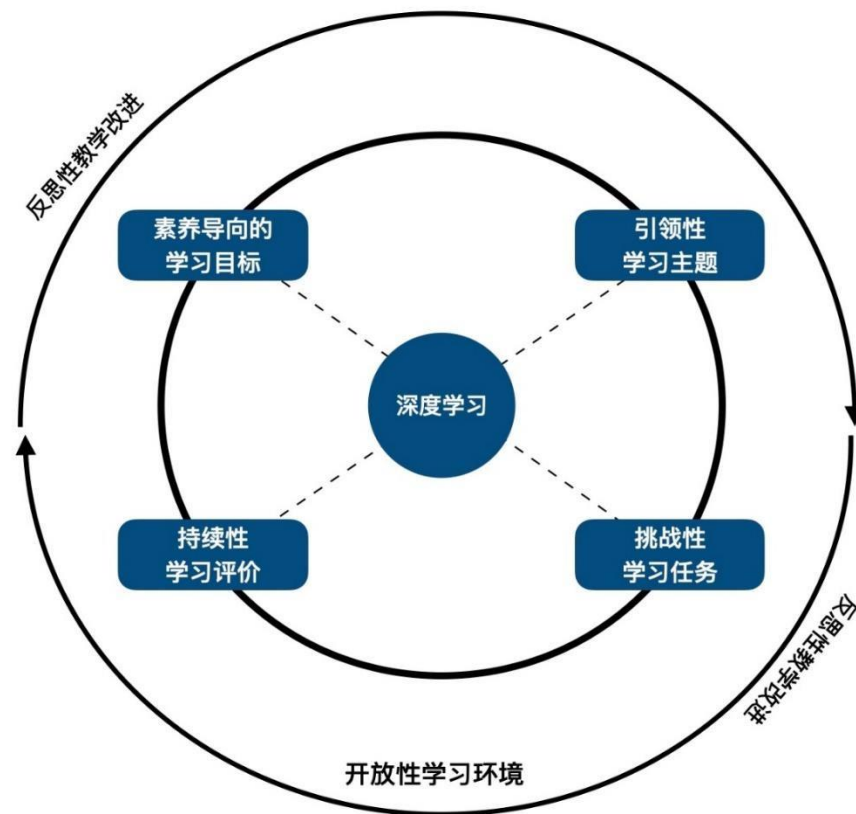 反思性教学改进
素养导向的
学习目标
引领性
学习主题
深度学习
持续性
学习评价
挑战性
学习任务
反思性教学改进
开放性学习环境